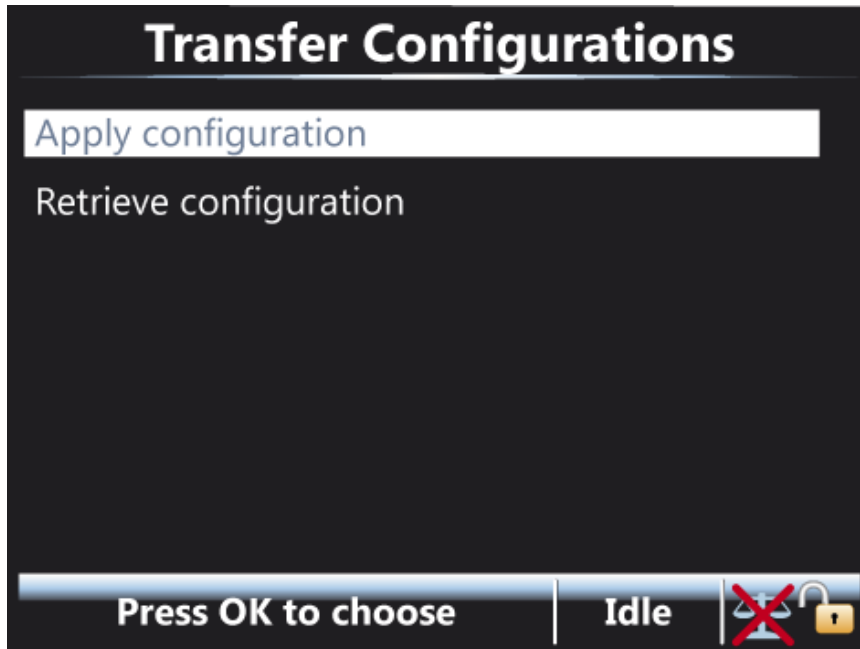 Transfer Configurations
Apply configuration
Retrieve configuration
Press OK to choose
Idle